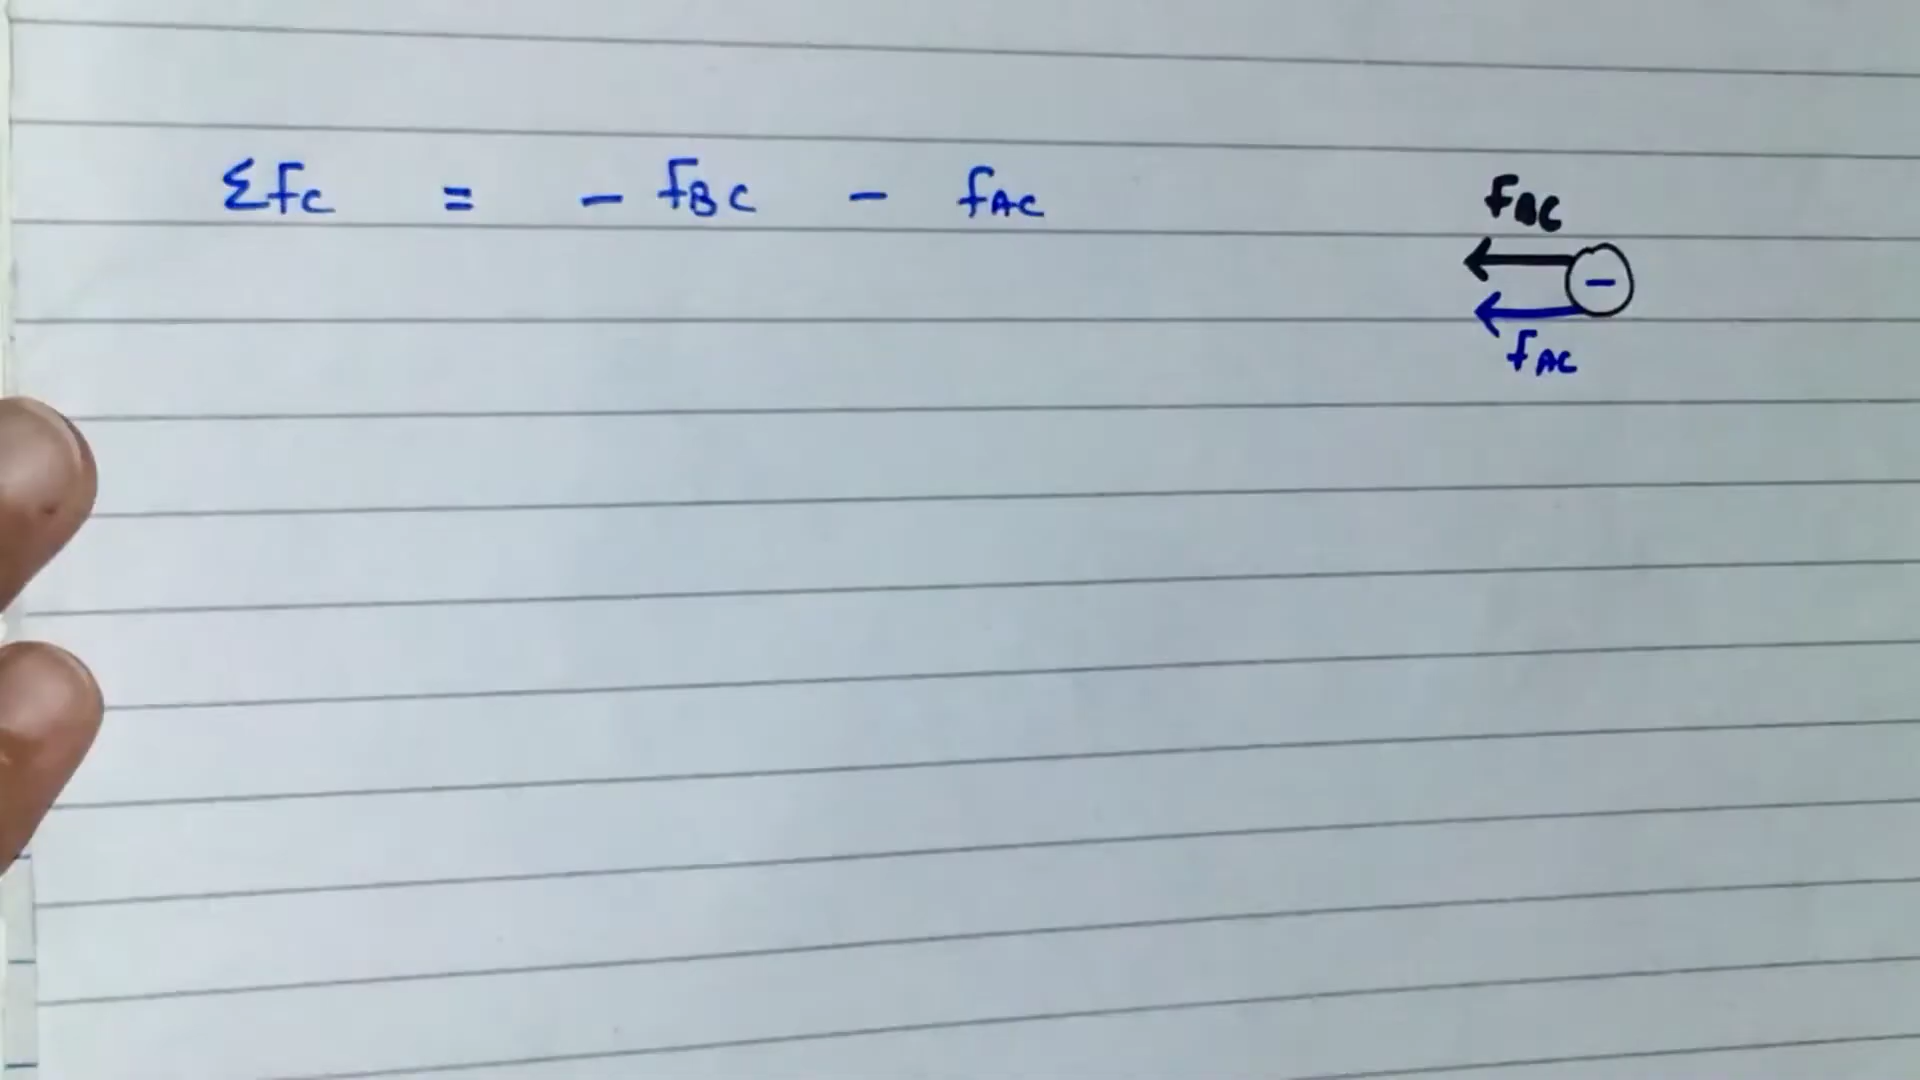 Σfc = - fBC - fAC
fBC
-
fAC